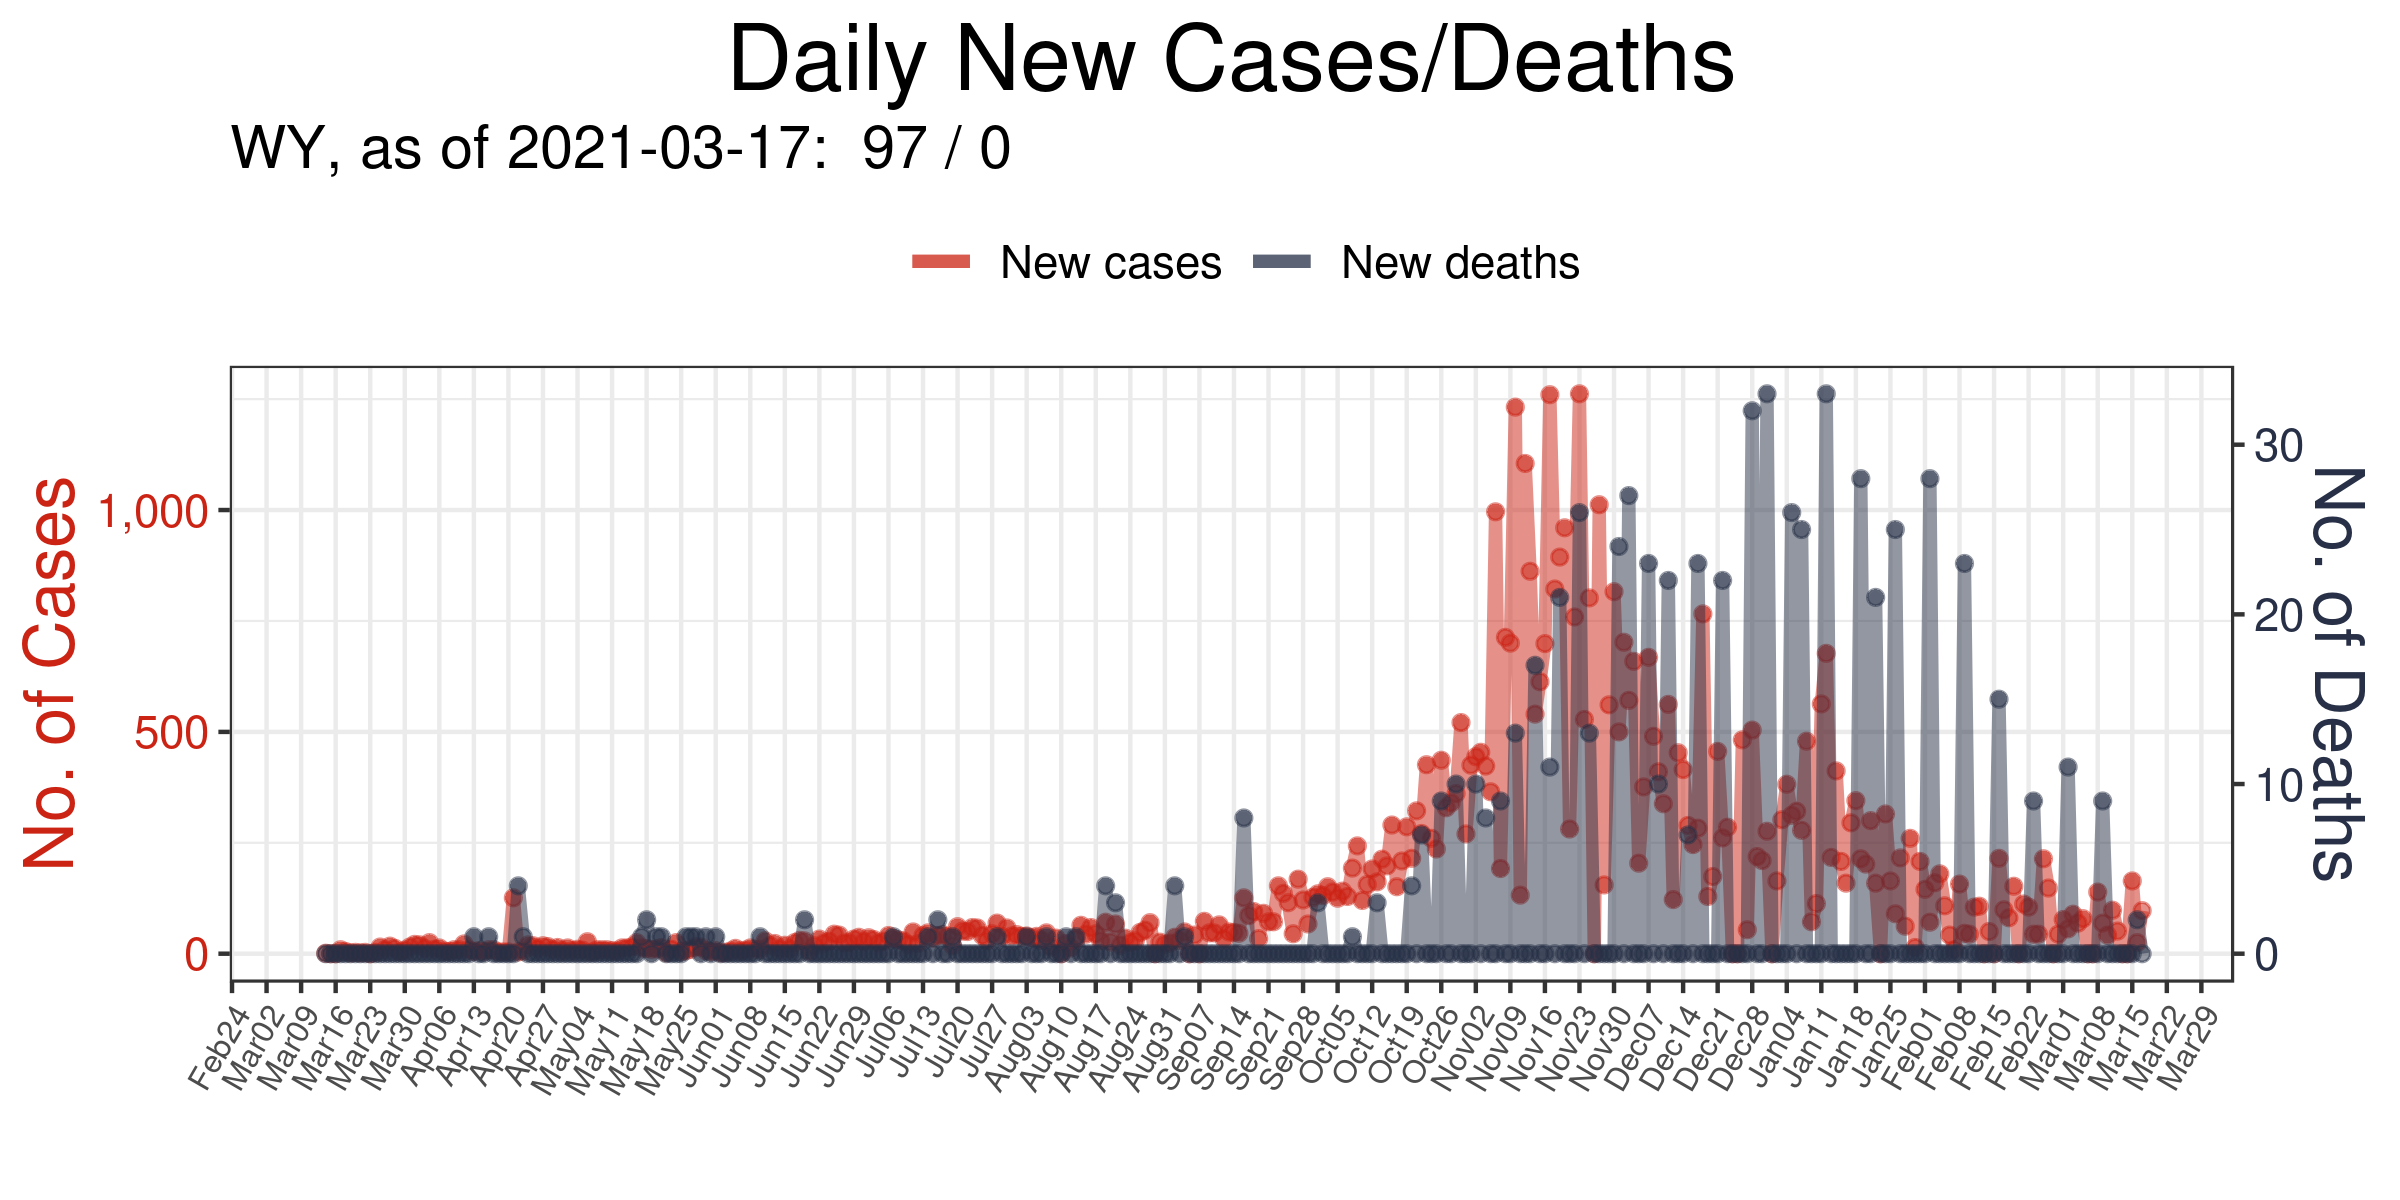 Daily New Cases/Deaths
WY, as of 2021-03-17:  97 / 0
New cases
New deaths
No. of Cases
1,000
500
0
30
20
10
0
No. of Deaths
Feb24
Mar02
Mar09
Mar16
Mar23
Mar30
Apr06
Apr13
Apr20
Apr27
May04
May11
May18
May25
Jun01
Jun08
Jun15
Jun22
Jun29
Jul06
Jul13
Jul20
Jul27
Aug03
Aug10
Aug17
Aug24
Aug31
Sep07
Sep14
Sep21
Sep28
Oct05
Oct12
Oct19
Oct26
Nov02
Nov09
Nov16
Nov23
Nov30
Dec07
Dec14
Dec21
Dec28
Jan04
Jan11
Jan18
Jan25
Feb01
Feb08
Feb15
Feb22
Mar01
Mar08
Mar15
Mar22
Mar29